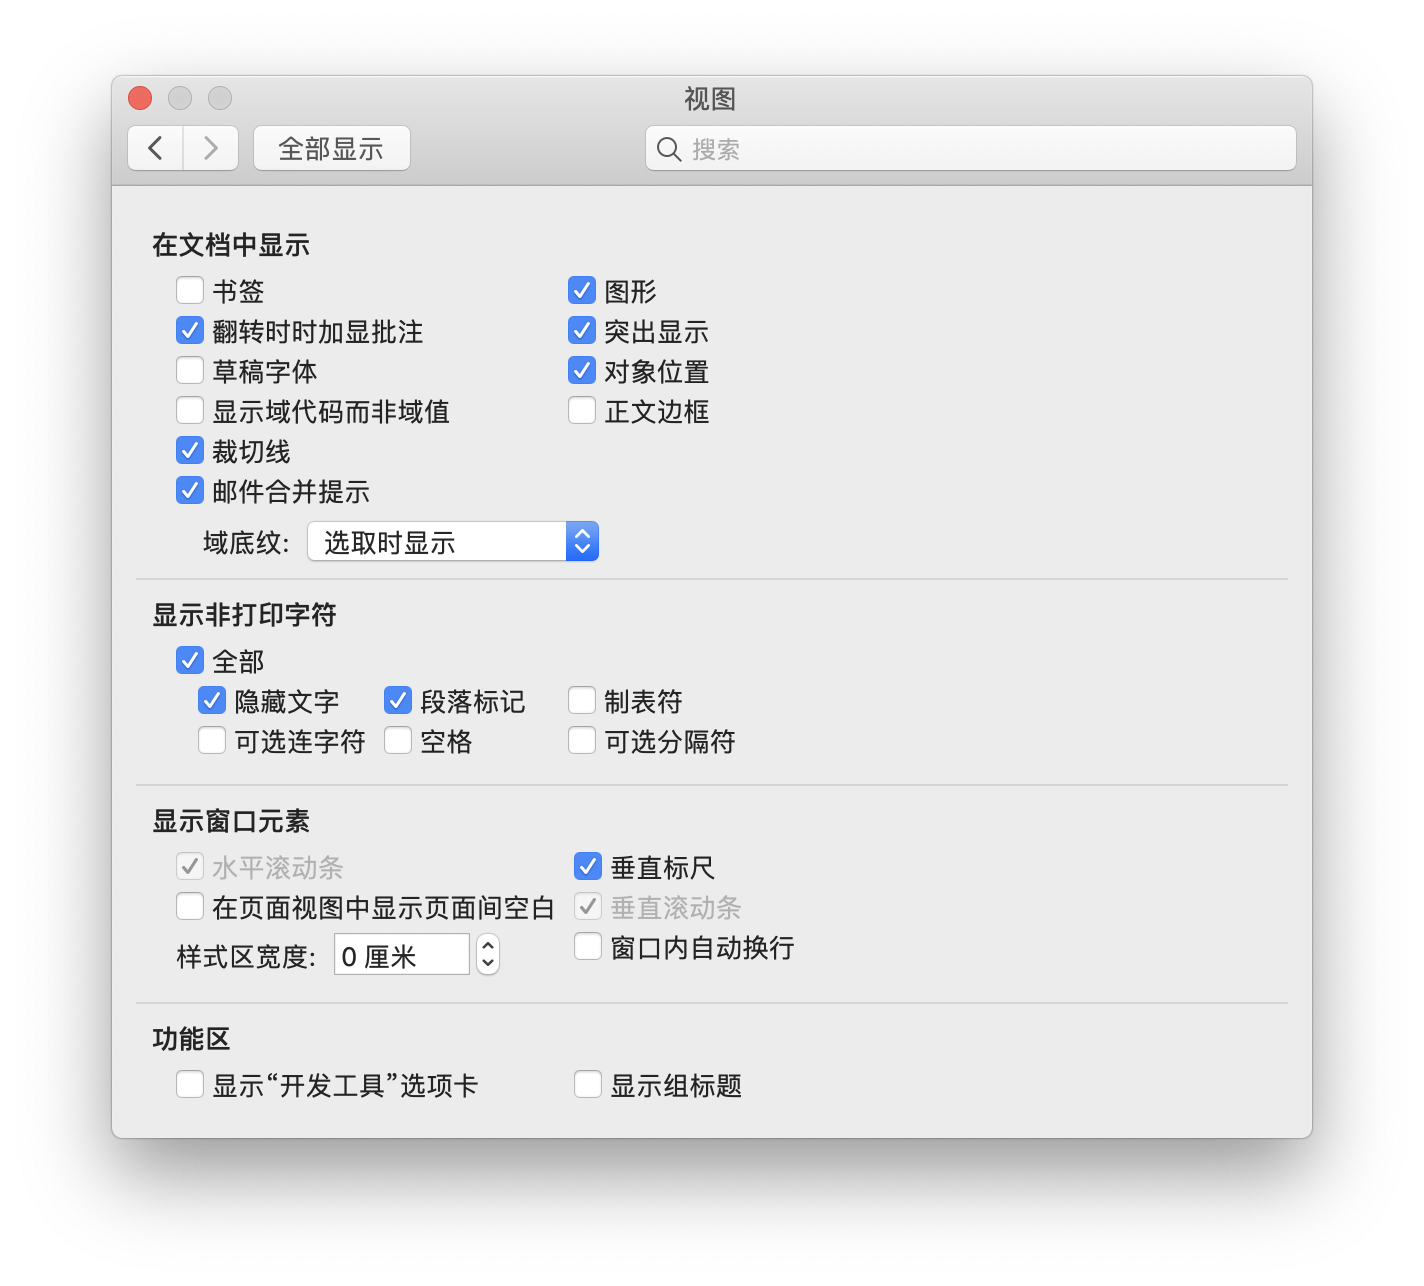 视图
全部显示
搜索
在文档中显示
书签 图形
翻转时时加显批注 突出显示
草稿字体 对象位置
显示域代码而非域值 正文边框
裁切线
邮件合并提示
域底纹: 选取时显示
显示非打印字符
全部
隐藏文字 段落标记 制表符
可选连字符 空格 可选分隔符
显示窗口元素
水平滚动条 垂直标尺
在页面视图中显示页面间空白 垂直滚动条
样式区宽度: 0 厘米 窗口内自动换行
功能区
显示“开发工具”选项卡 显示组标题